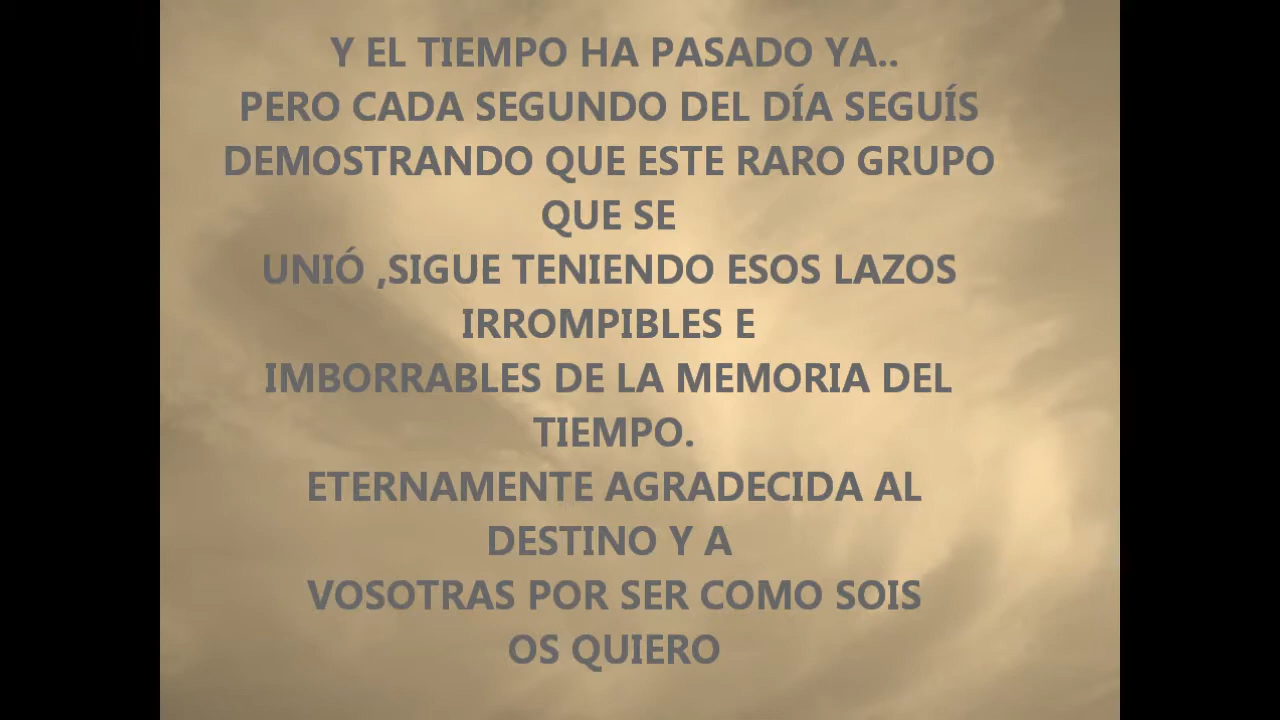 Y EL TIEMPO HA PASADO YA..
PERO CADA SEGUNDO DEL DÍA SEGUÍS
DEMOSTRANDO QUE ESTE RARO GRUPO
QUE SE
UNIÓ ,SIGUE TENIENDO ESOS LAZOS
IRROMPIBLES E
IMBORRABLES DE LA MEMORIA DEL
TIEMPO.
ETERNAMENTE AGRADECIDA AL
DESTINO Y A
VOSOTRAS POR SER COMO SOIS
OS QUIERO